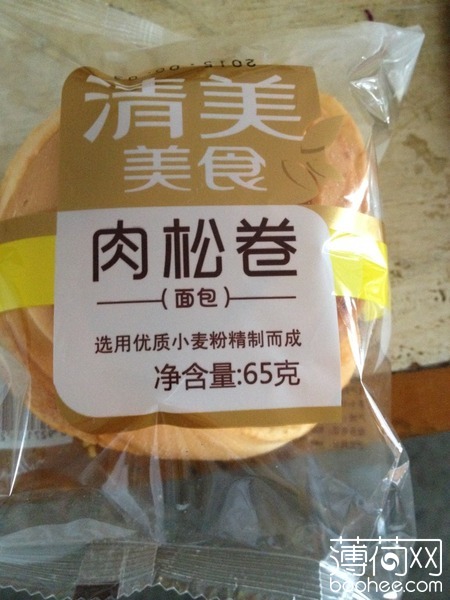 清美
美食
肉松卷
(面包)
选用优质小麦粉精制而成
净含量:65克
薄荷网
boohee.com